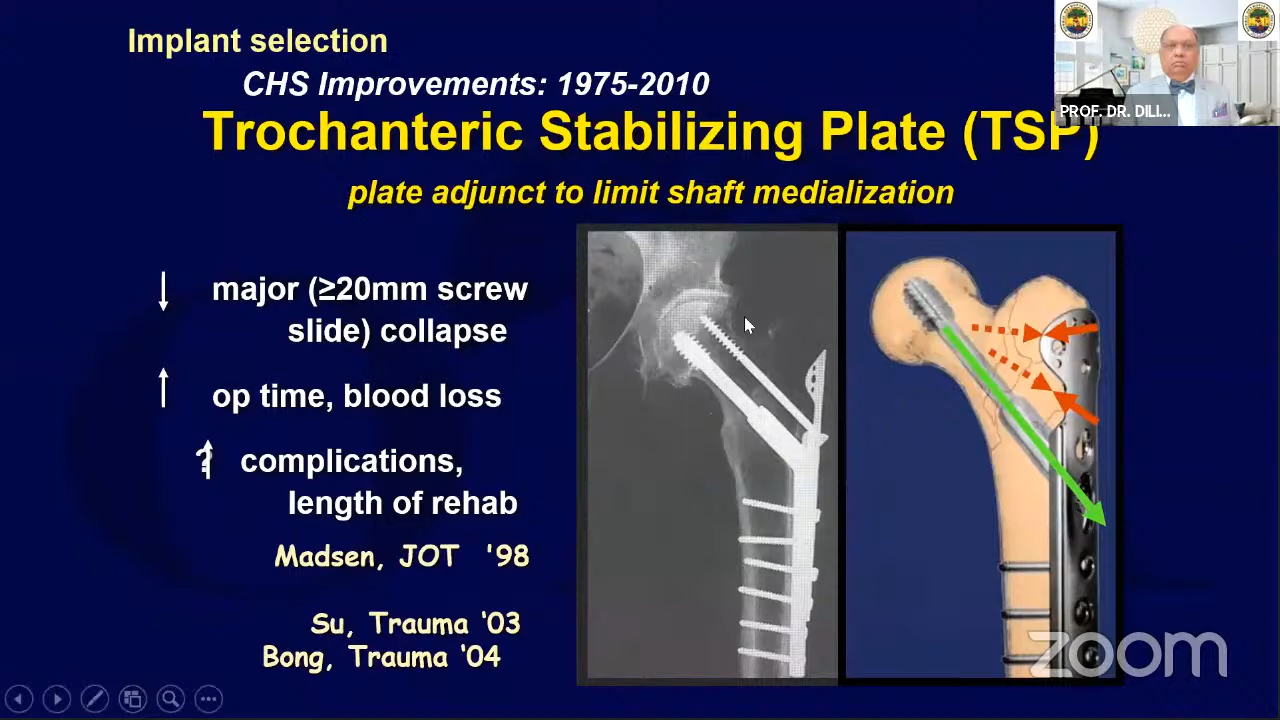 Implant selection
CHS Improvements: 1975-2010
Trochanteric Stabilizing Plate (TSP)
plate adjunct to limit shaft medialization
PROF. DR. DILI...
↓ major (≥20mm screw
slide) collapse
↑ op time, blood loss
? ↑ complications,
length of rehab
Madsen, JOT '98
Su, Trauma ‘03
Bong, Trauma ‘04
zoom